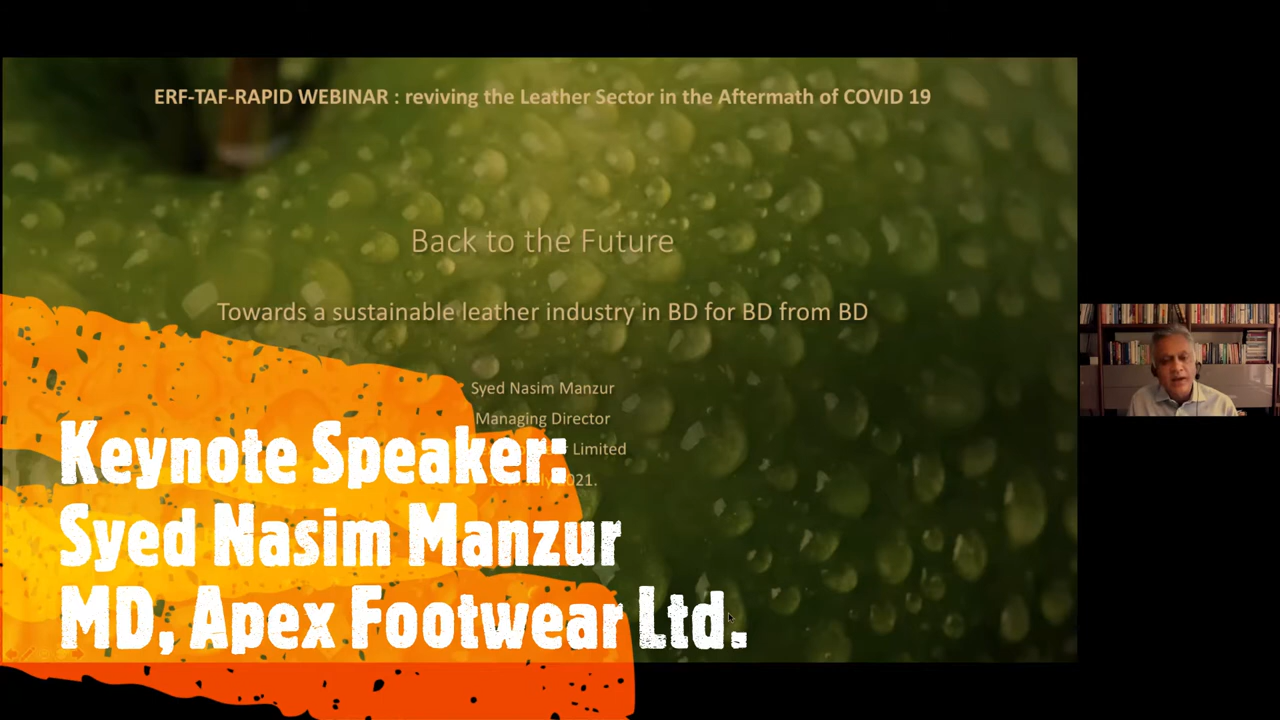 ERF-TAF-RAPID WEBINAR : reviving the Leather Sector in the Aftermath of COVID 19
Back to the Future
Towards a sustainable leather industry in BD for BD from BD
Syed Nasim Manzur
Managing Director
Limited
July 2021.
Keynote Speaker:
Syed Nasim Manzur
MD, Apex Footwear Ltd.